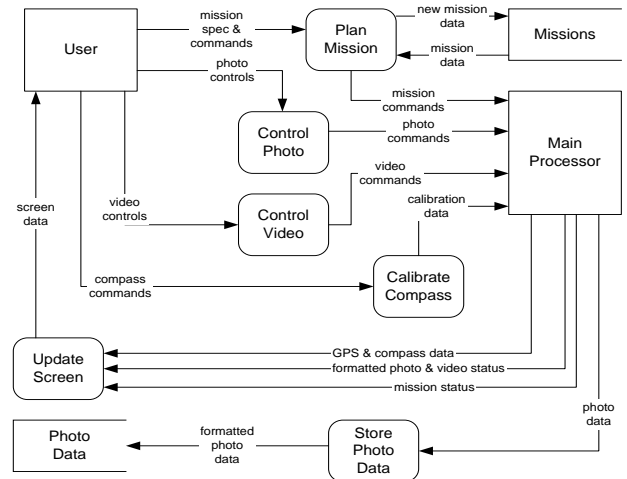 mission
spec &
commands
new mission
data
User
Plan
Mission
Missions
mission
data
photo
controls
mission
commands
Control
Photo
photo
commands
Main
Processor
video
commands
screen
data
video
controls
Control
Video
calibration
data
compass
commands
Calibrate
Compass
Update
Screen
GPS & compass data
formatted photo & video status
mission status
photo
data
Photo
Data
formatted
photo
data
Store
Photo
Data